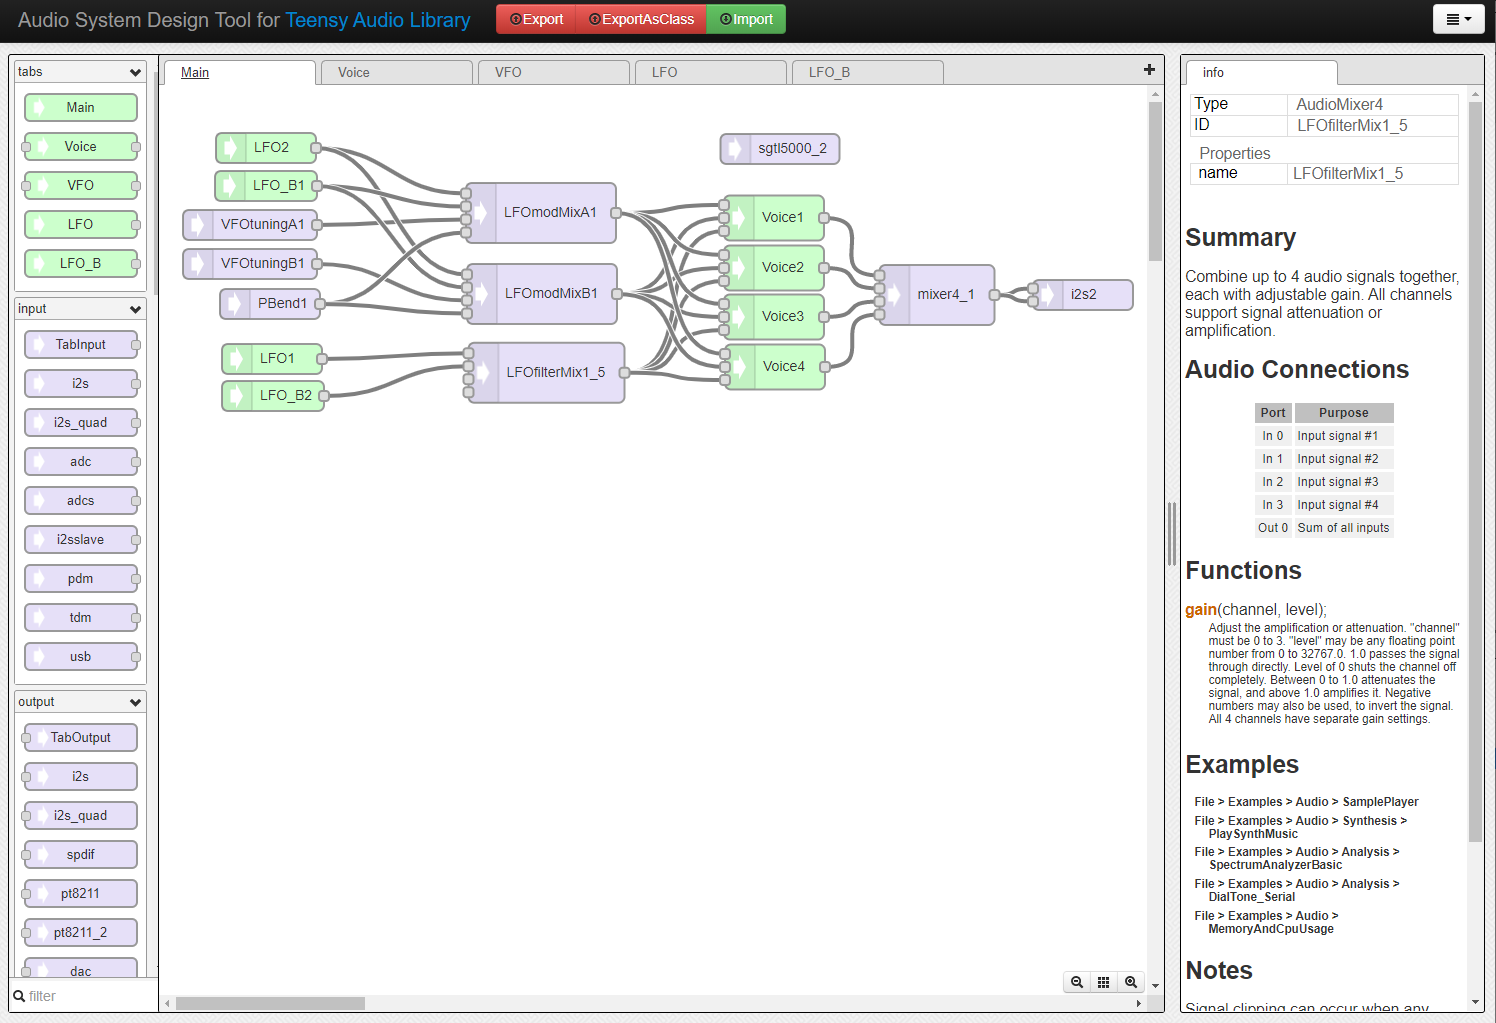 Audio System Design Tool for Teensy Audio Library
Export
ExportAsClass
Import
tabs
Main
Voice
VFO
LFO
LFO_B
input
TabInput
i2s
i2s_quad
adc
adcs
i2sslave
pdm
tdm
usb
output
TabOutput
i2s
i2s_quad
spdif
pt8211
pt8211_2
dac
filter
Main
Voice
VFO
LFO
LFO_B
LFO2
LFO_B1
VFOtuningA1
VFOtuningB1
PBend1
LFO1
LFO_B2
LFOmodMixA1
LFOmodMixB1
LFOfilterMix1_5
sgtl5000_2
Voice1
Voice2
Voice3
Voice4
mixer4_1
i2s2
info
Type AudioMixer4
ID LFOfilterMix1_5
Properties
name LFOfilterMix1_5
Summary
Combine up to 4 audio signals together,
each with adjustable gain. All channels
support signal attenuation or
amplification.
Audio Connections
Port Purpose
In 0 Input signal #1
In 1 Input signal #2
In 2 Input signal #3
In 3 Input signal #4
Out 0 Sum of all inputs
Functions
gain(channel, level);
Adjust the amplification or attenuation. "channel"
must be 0 to 3. "level" may be any floating point
number from 0 to 32767.0. 1.0 passes the signal
through directly. Level of 0 shuts the channel off
completely. Between 0 to 1.0 attenuates the
signal, and above 1.0 amplifies it. Negative
numbers may also be used, to invert the signal.
All 4 channels have separate gain settings.
Examples
File > Examples > Audio > SamplePlayer
File > Examples > Audio > Synthesis >
PlaySynthMusic
File > Examples > Audio > Analysis >
SpectrumAnalyzerBasic
File > Examples > Audio > Analysis >
DialTone_Serial
File > Examples > Audio >
MemoryAndCpuUsage
Notes
Signal clipping can occur when any